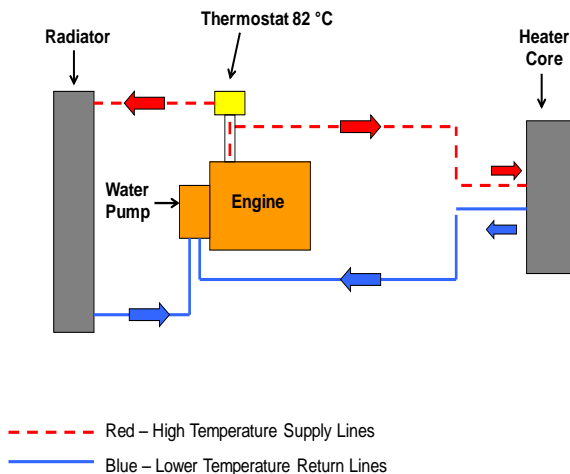 Thermostat 82 °C
Radiator
Heater
Core
Water
Pump
Engine
Red – High Temperature Supply Lines
Blue – Lower Temperature Return Lines